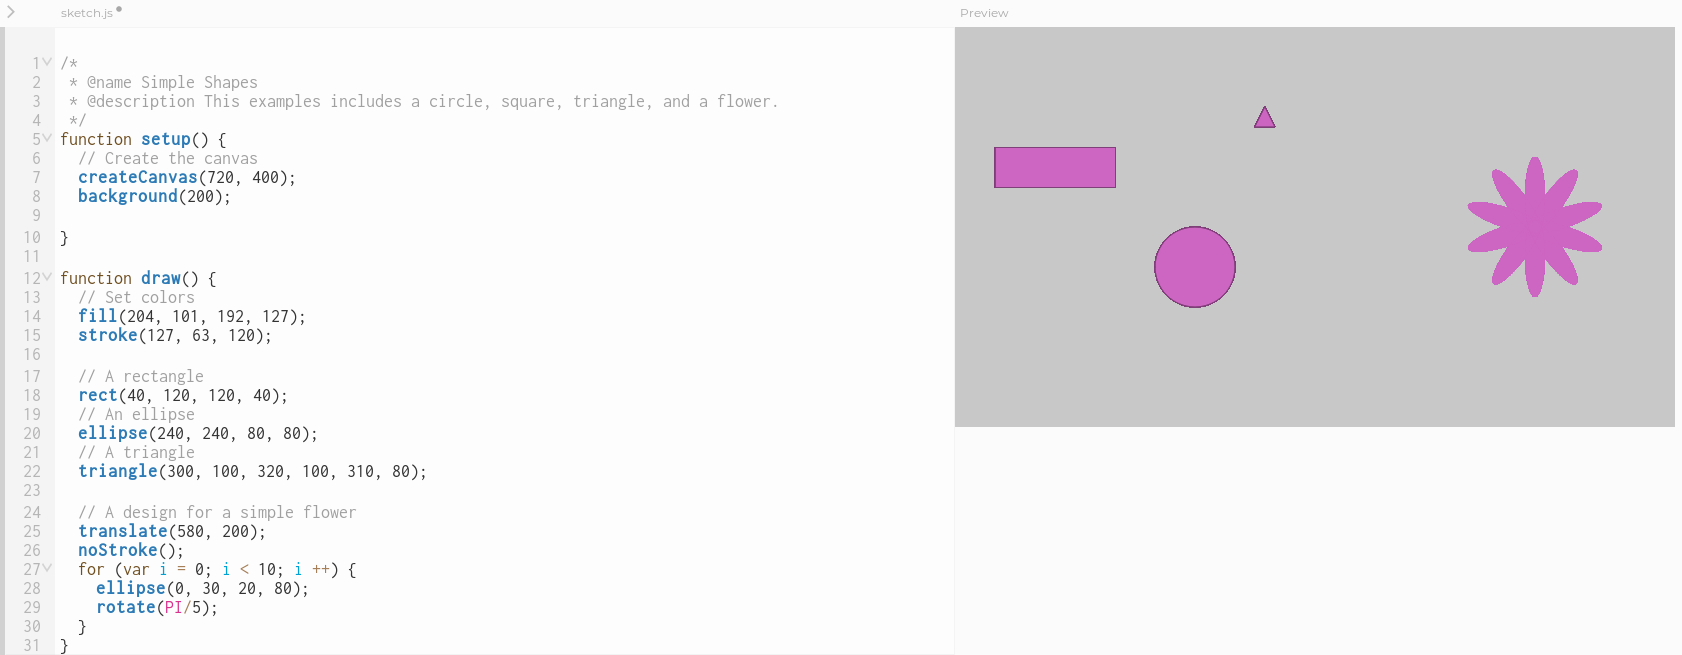 sketch.js
Preview
1 /*
2  * @name Simple Shapes
3  * @description This examples includes a circle, square, triangle, and a flower.
4  */
5 function setup() {
6   // Create the canvas
7   createCanvas(720, 400);
8   background(200);
9
10 }
11
12 function draw() {
13   // Set colors
14   fill(204, 101, 192, 127);
15   stroke(127, 63, 120);
16
17   // A rectangle
18   rect(40, 120, 120, 40);
19   // An ellipse
20   ellipse(240, 240, 80, 80);
21   // A triangle
22   triangle(300, 100, 320, 100, 310, 80);
23
24   // A design for a simple flower
25   translate(580, 200);
26   noStroke();
27   for (var i = 0; i < 10; i ++) {
28     ellipse(0, 30, 20, 80);
29     rotate(PI/5);
30   }
31 }